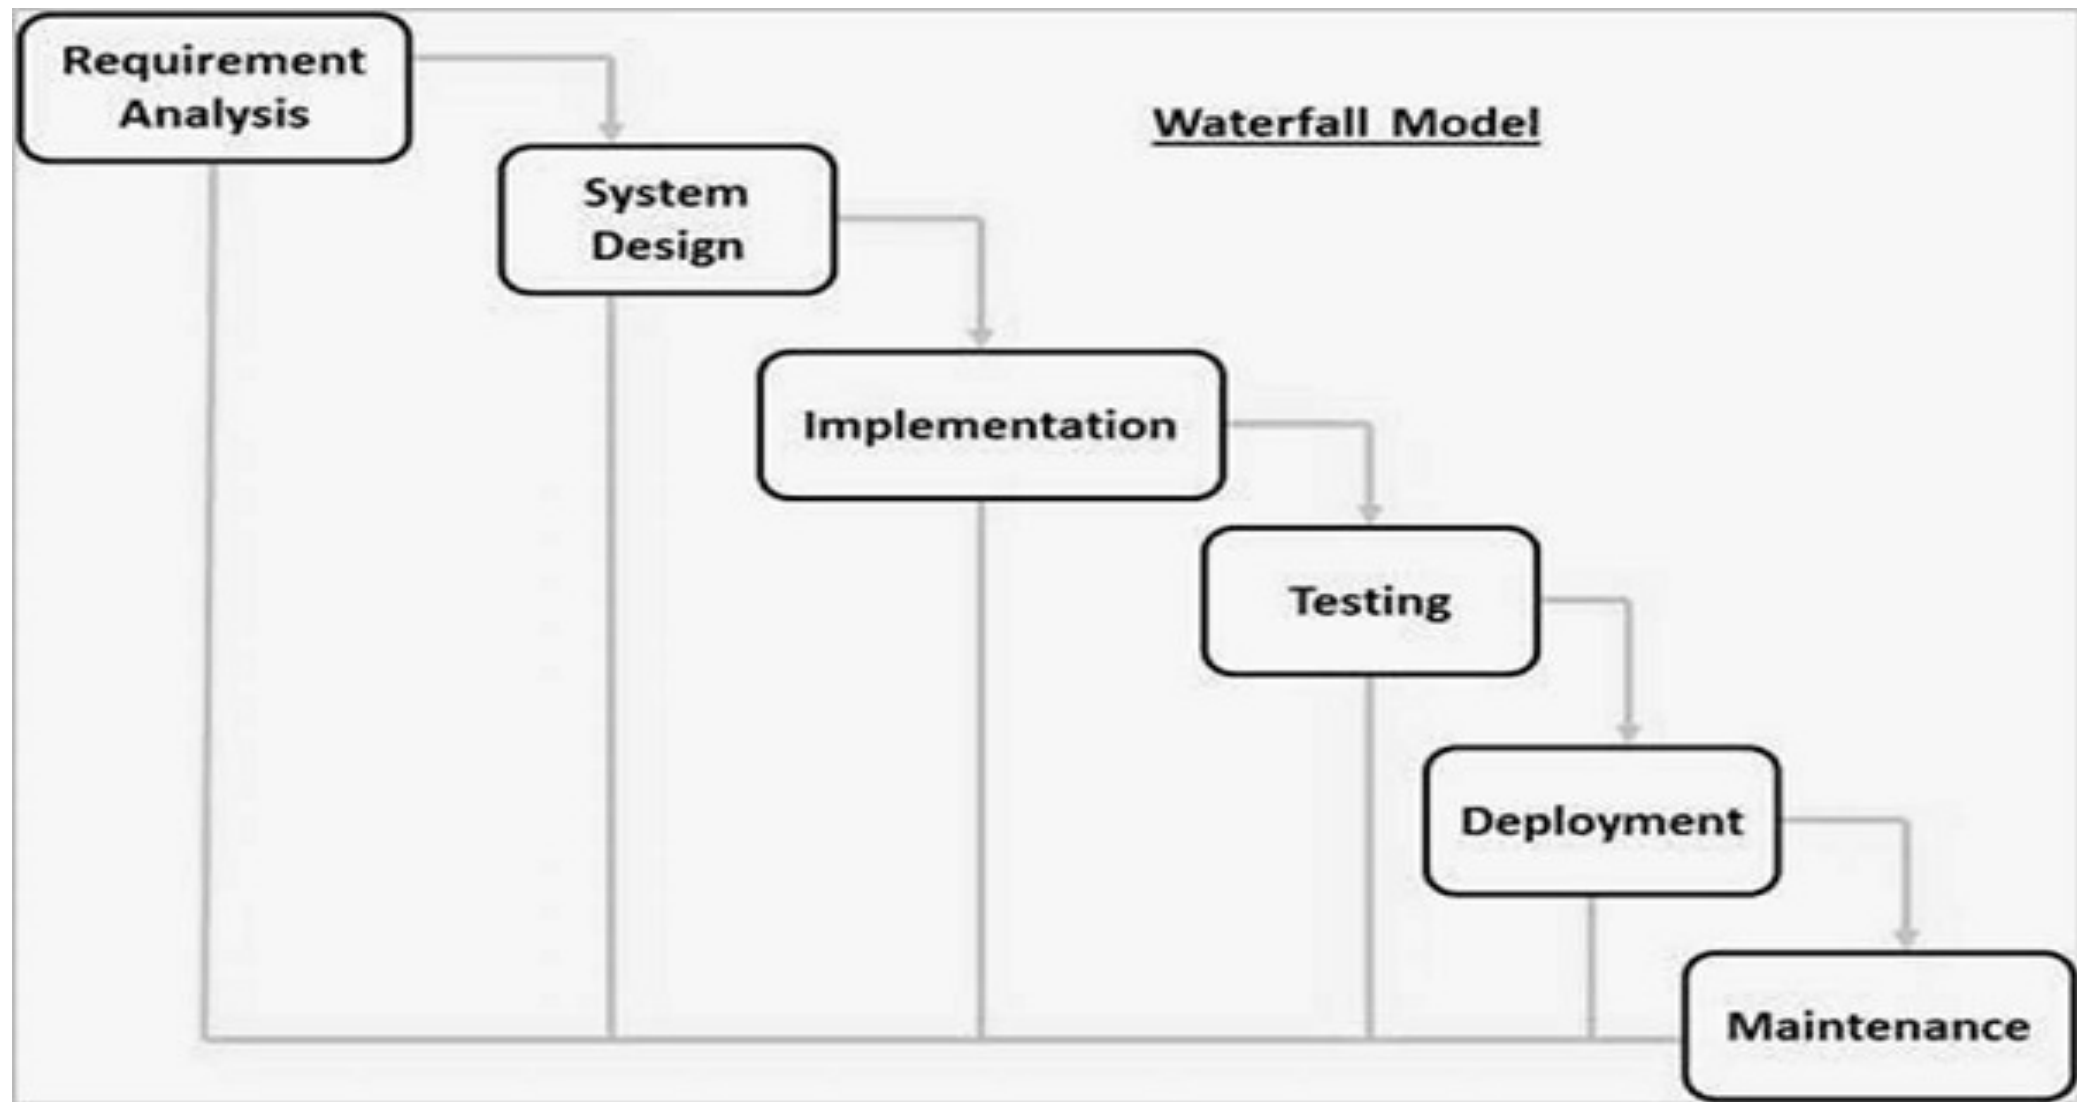 Requirement
Analysis
Waterfall Model
System
Design
Implementation
Testing
Deployment
Maintenance